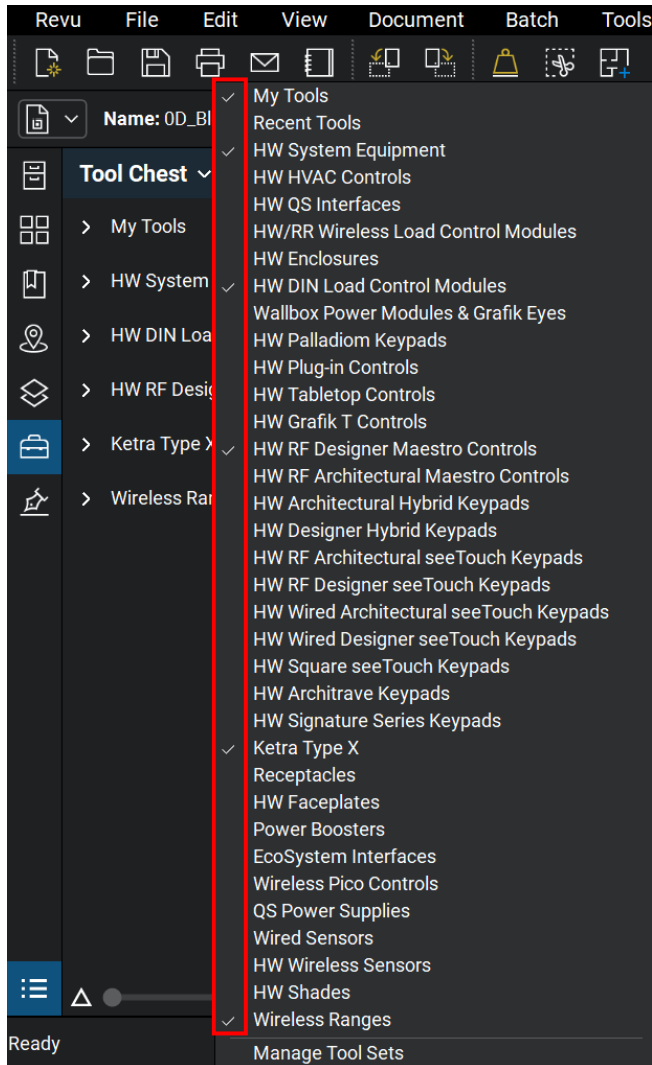 Revu File Edit View Document Batch Tools
Name: 0D_Bl
Tool Chest
My Tools
HW System
HW DIN Loa
HW RF Desig
Ketra Type X
Wireless Ran
My Tools
Recent Tools
HW System Equipment
HW HVAC Controls
HW QS Interfaces
HW/RR Wireless Load Control Modules
HW Enclosures
HW DIN Load Control Modules
Wallbox Power Modules & Grafik Eyes
HW Palladiom Keypads
HW Plug-in Controls
HW Tabletop Controls
HW Grafik T Controls
HW RF Designer Maestro Controls
HW RF Architectural Maestro Controls
HW Architectural Hybrid Keypads
HW Designer Hybrid Keypads
HW RF Architectural seeTouch Keypads
HW RF Designer seeTouch Keypads
HW Wired Architectural seeTouch Keypads
HW Wired Designer seeTouch Keypads
HW Square seeTouch Keypads
HW Architrave Keypads
HW Signature Series Keypads
Ketra Type X
Receptacles
HW Faceplates
Power Boosters
EcoSystem Interfaces
Wireless Pico Controls
QS Power Supplies
Wired Sensors
HW Wireless Sensors
HW Shades
Wireless Ranges
Manage Tool Sets
Ready